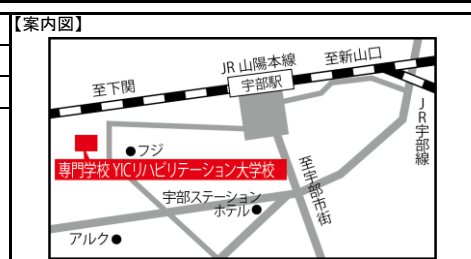 【案内図】
JR 山陽本線
至新山口
至下関
宇部駅
JR宇部線
●フジ
専門学校 YICリハビリテーション大学校
至宇部市街
宇部ステーション
ホテル●
アルク●